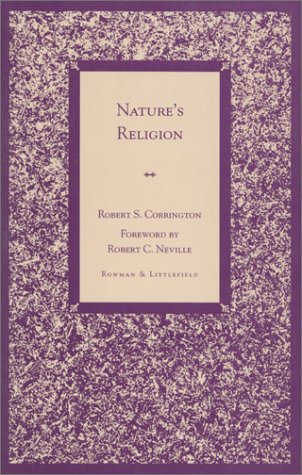 Nature's
Religion
Robert S. Corrington
Foreword by
Robert C. Neville
Rowman & Littlefield